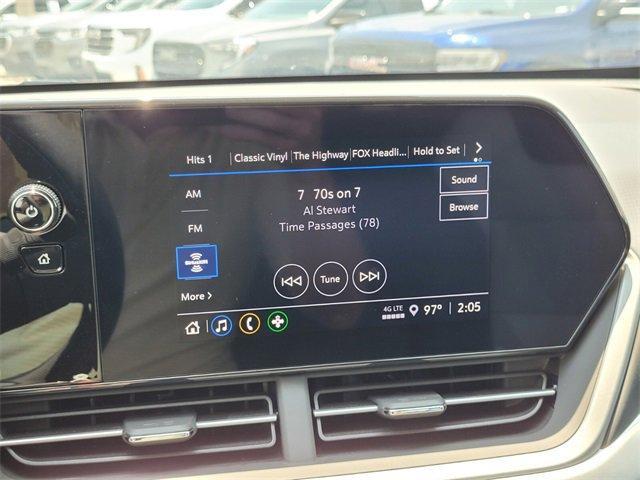 Hits 1 Classic Vinyl The Highway FOX Headli... Hold to Set
AM 7 70s on 7 Sound
Al Stewart Browse
FM Time Passages (78)
Tune
More
4G LTE 97° 2:05